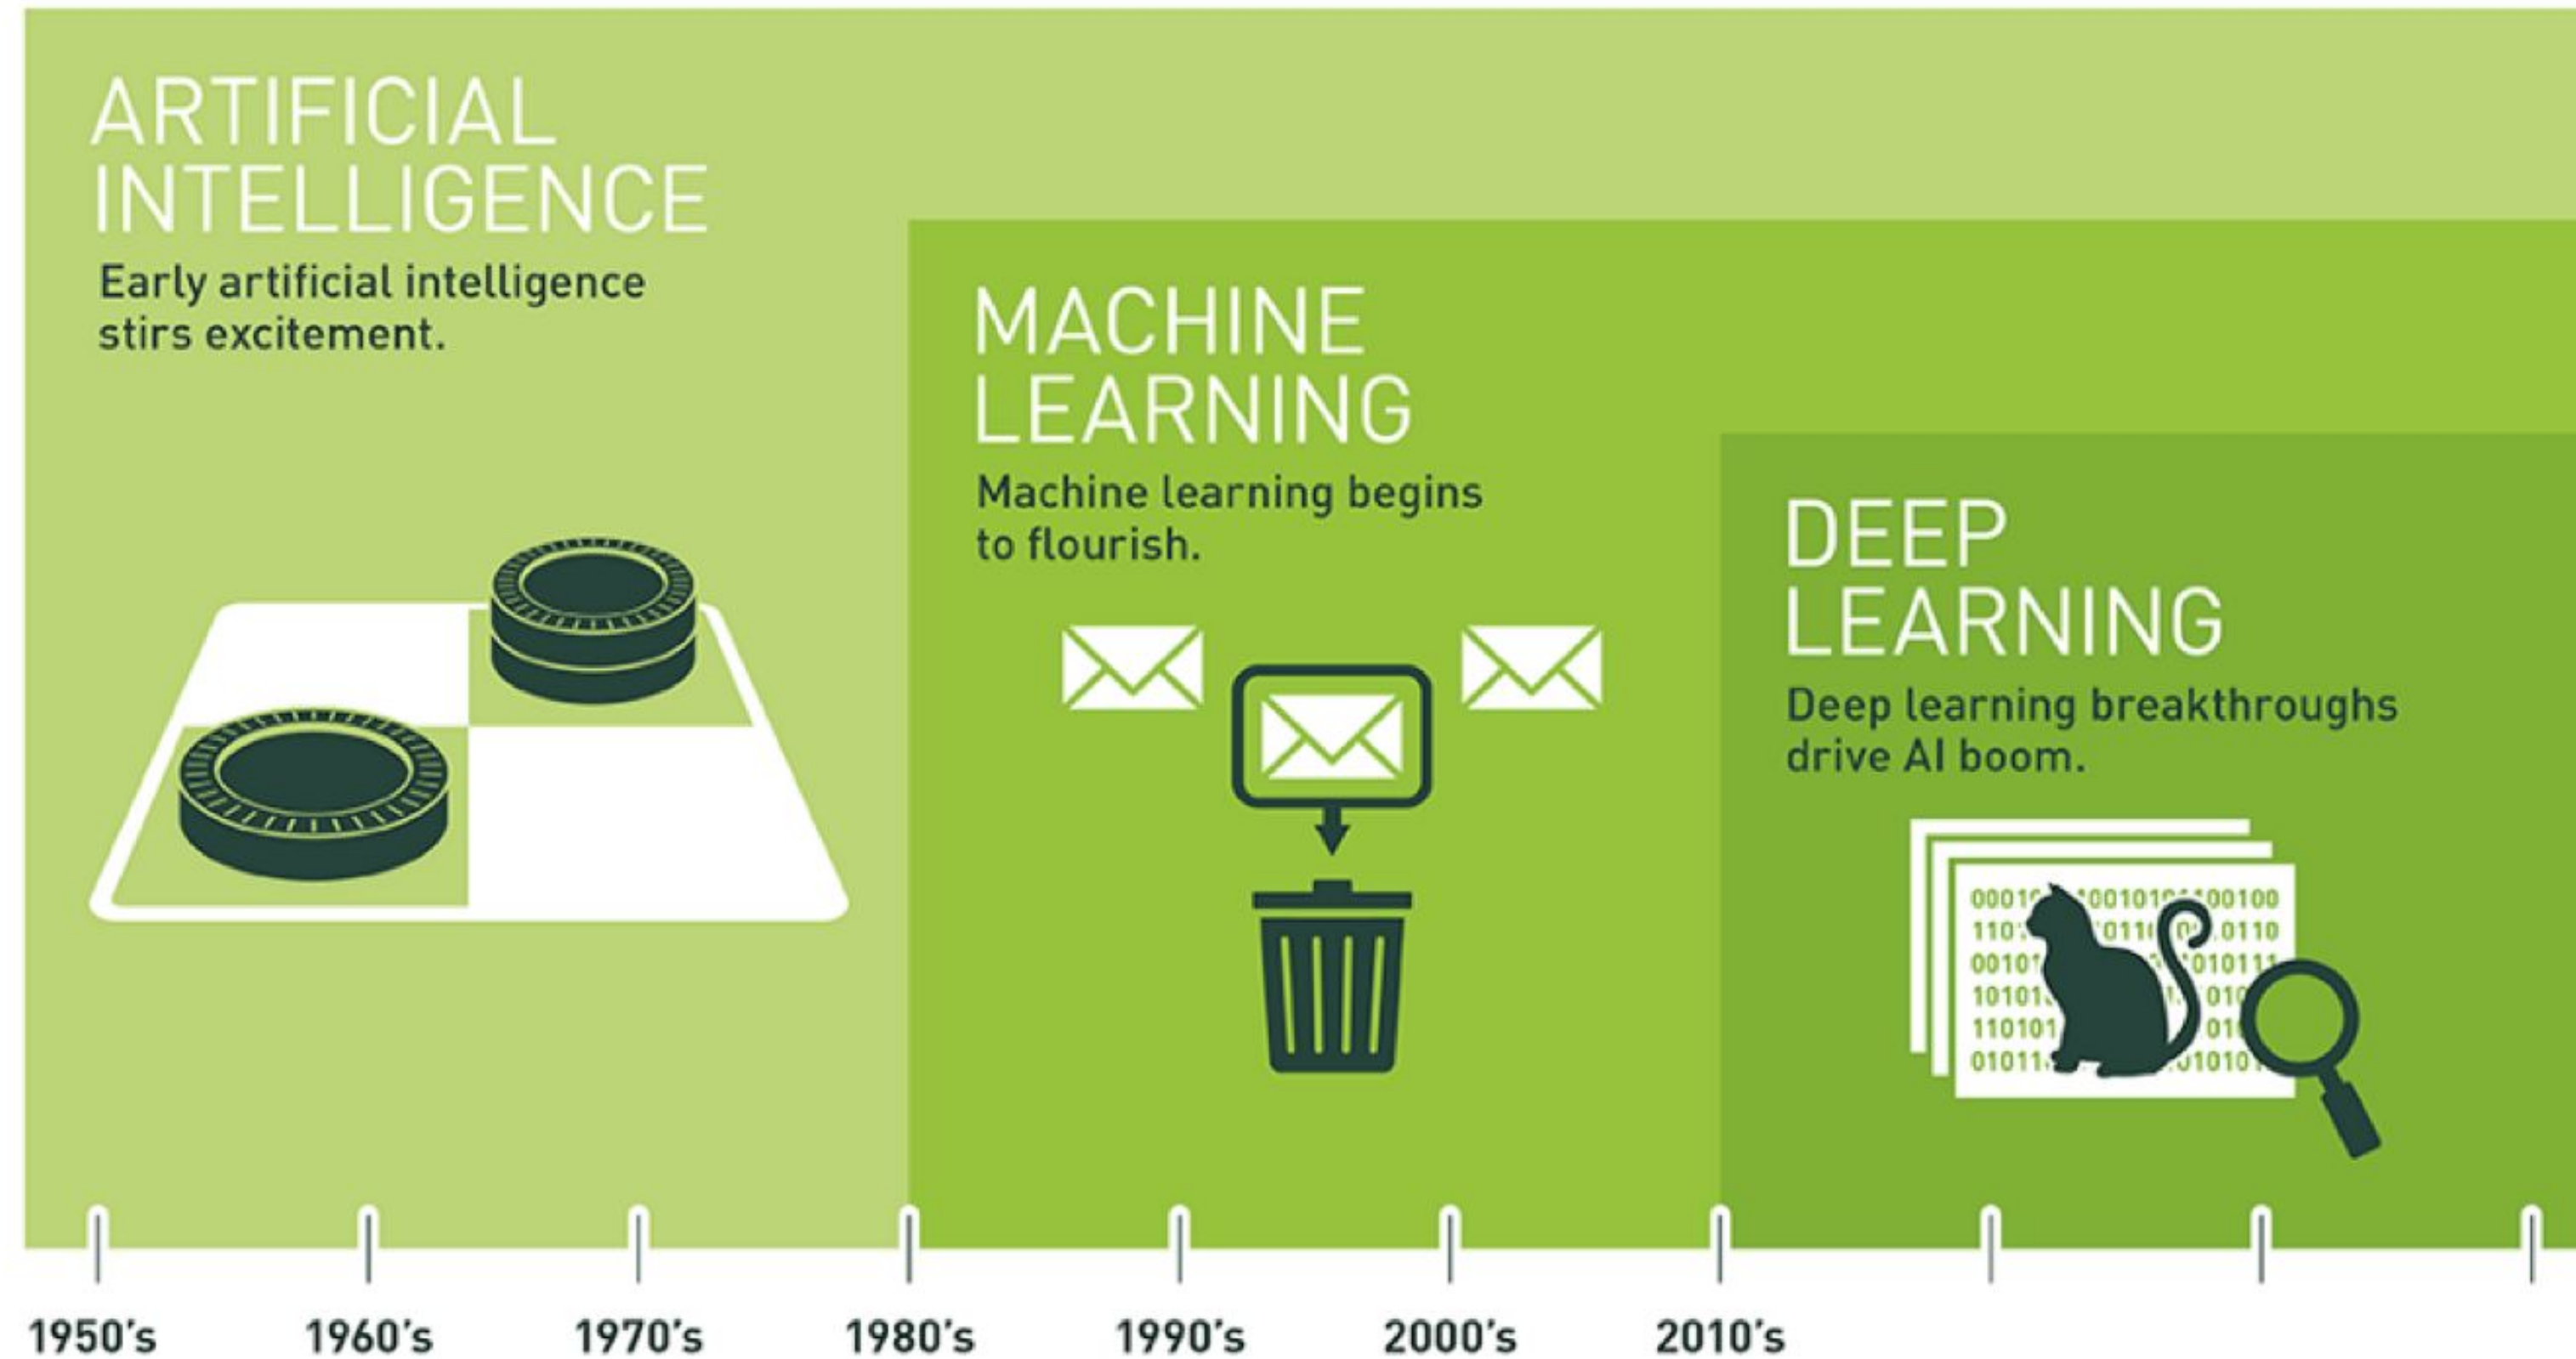 ARTIFICIAL
INTELLIGENCE
Early artificial intelligence
stirs excitement.
MACHINE
LEARNING
Machine learning begins
to flourish.
DEEP
LEARNING
Deep learning breakthroughs
drive AI boom.
1950's
1960's
1970's
1980's
1990's
2000's
2010's